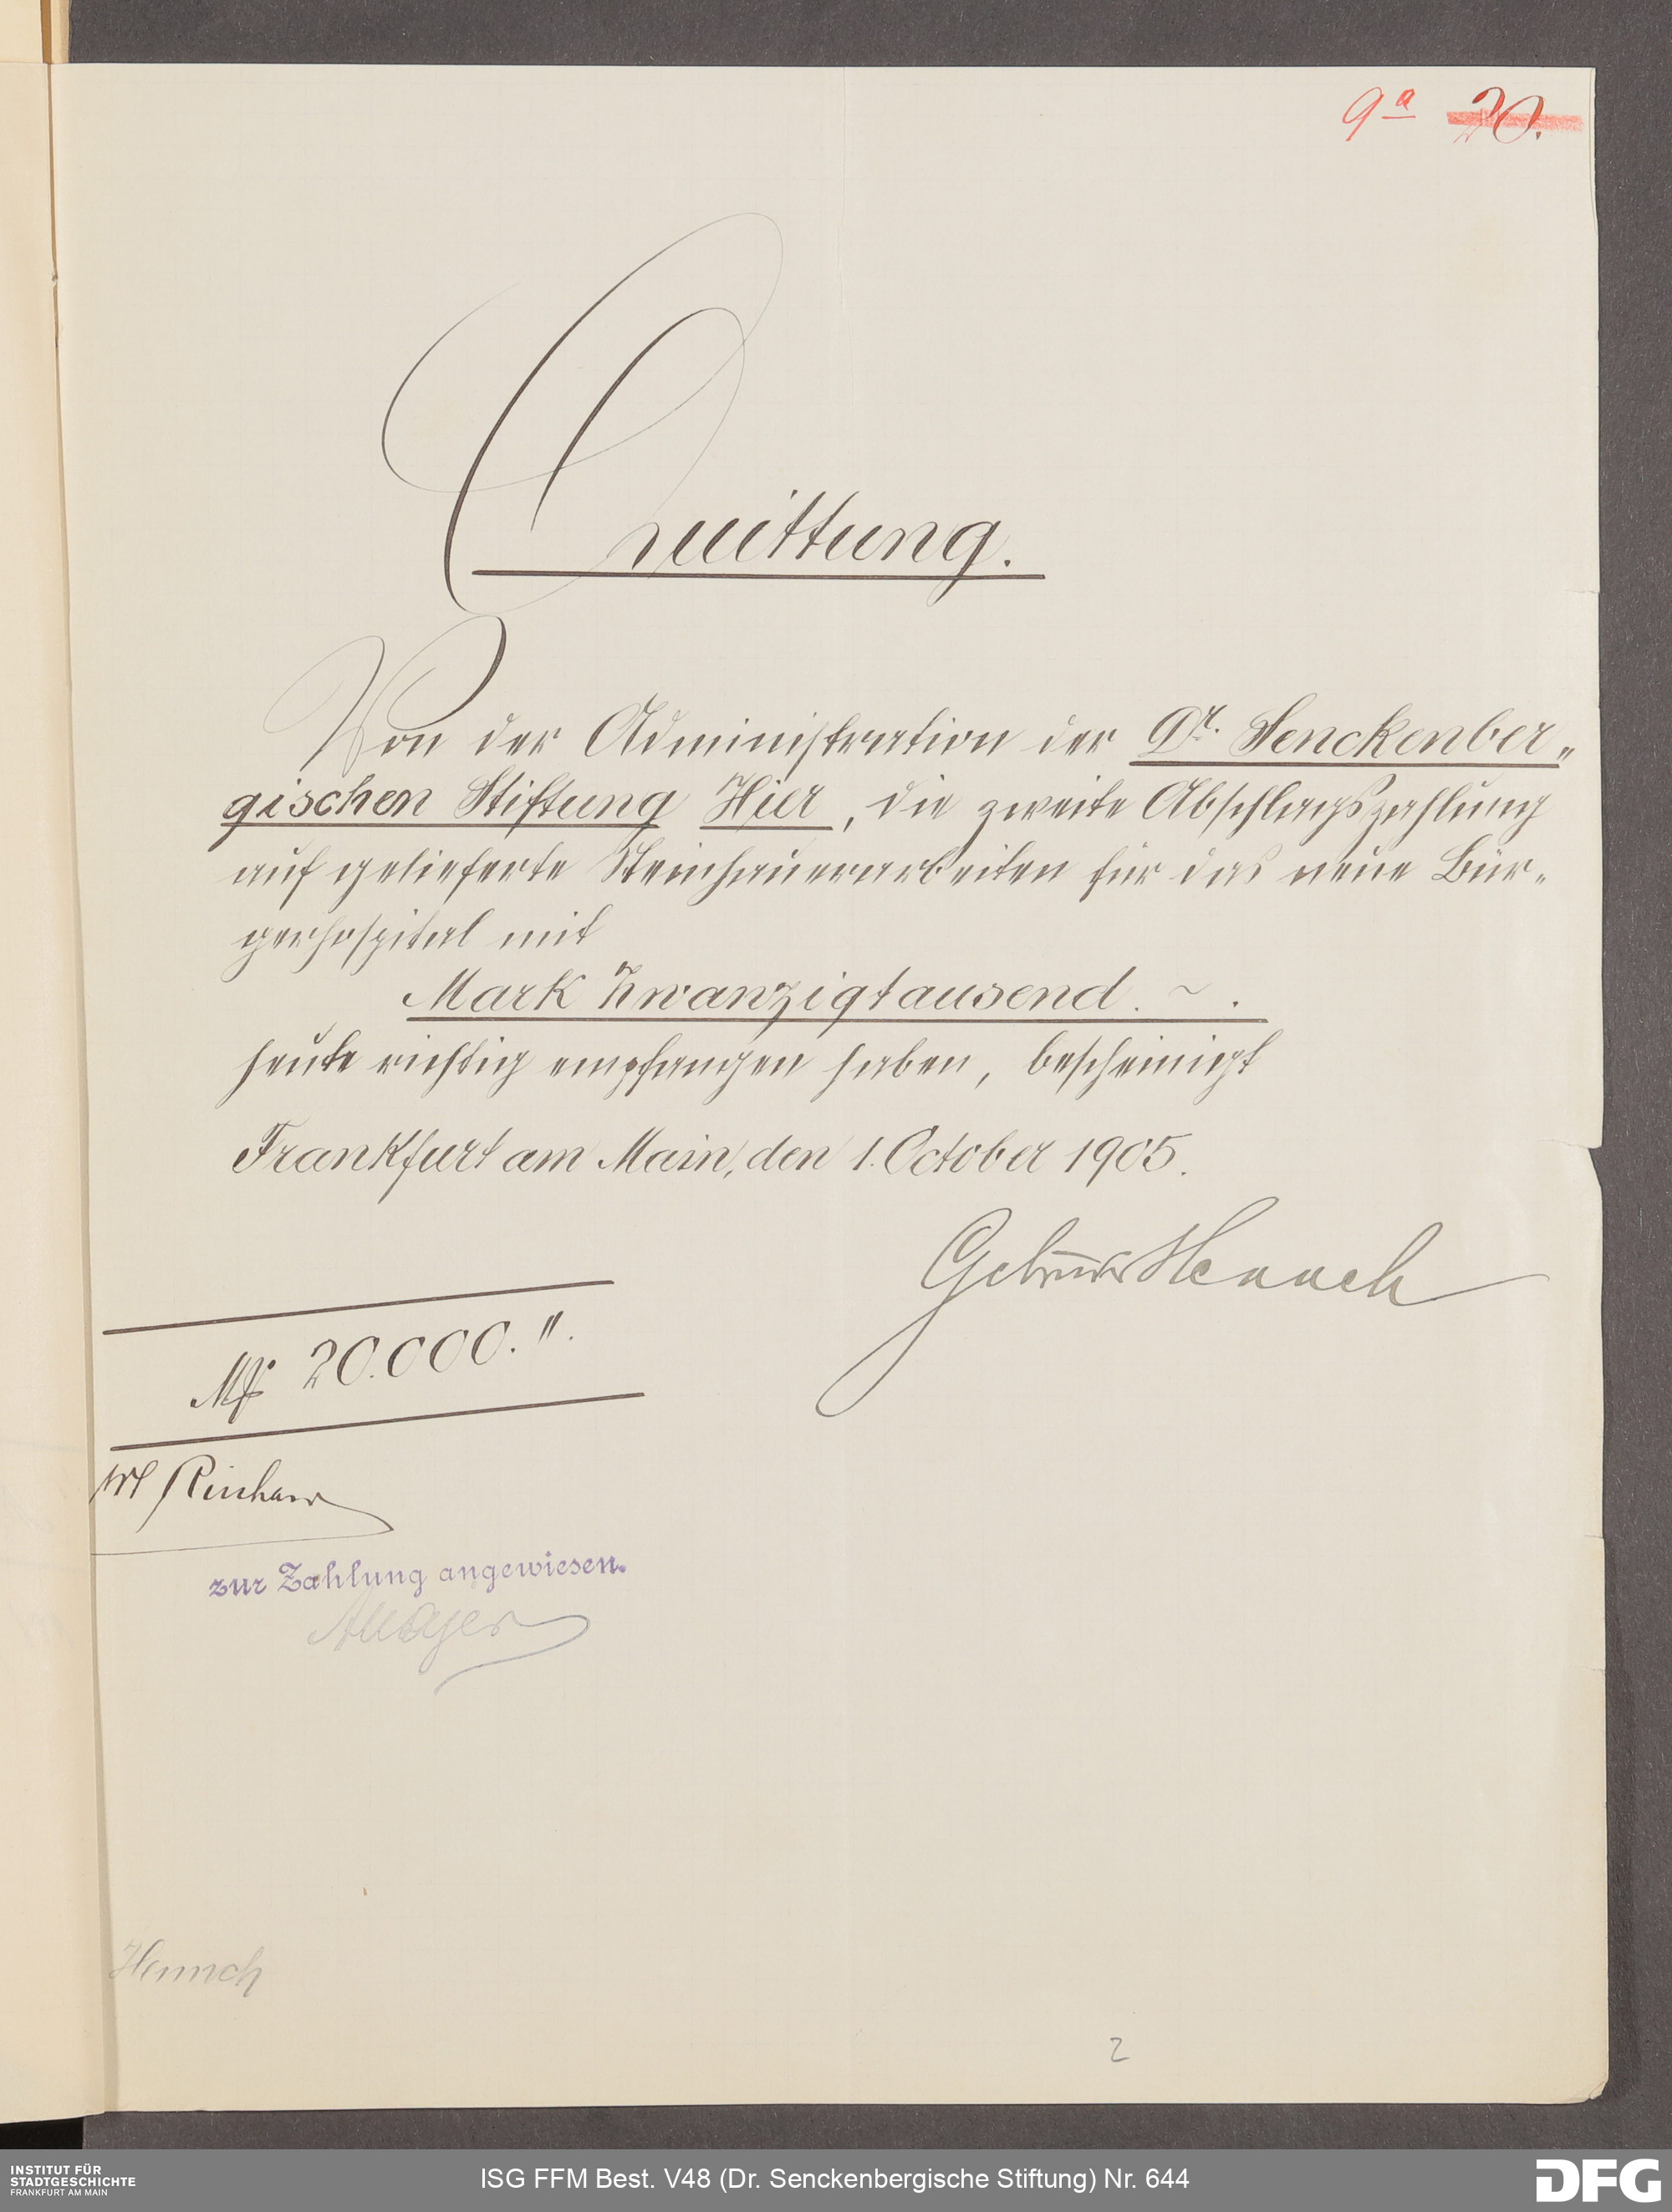 9a 20.
Quittung.
Von der Administration der Dr. Senckenber„
gischen Stiftung Hier, die zweite Abschlagszahlung
auf gelieferte Steinhauerarbeiten für das neue Bür„
gerhospital mit
Mark Zwanzigtausend. ~ .
heute richtig empfangen haben, bescheinigt
Frankfurt am Main, den 1. October 1905.
Gebrüder
Mk 20.000.".
zur Zahlung angewiesen.
AMayer
2
INSTITUT FÜR
STADTGESCHICHTE
FRANKFURT AM MAIN
ISG FFM Best. V48 (Dr. Senckenbergische Stiftung) Nr. 644
DFG